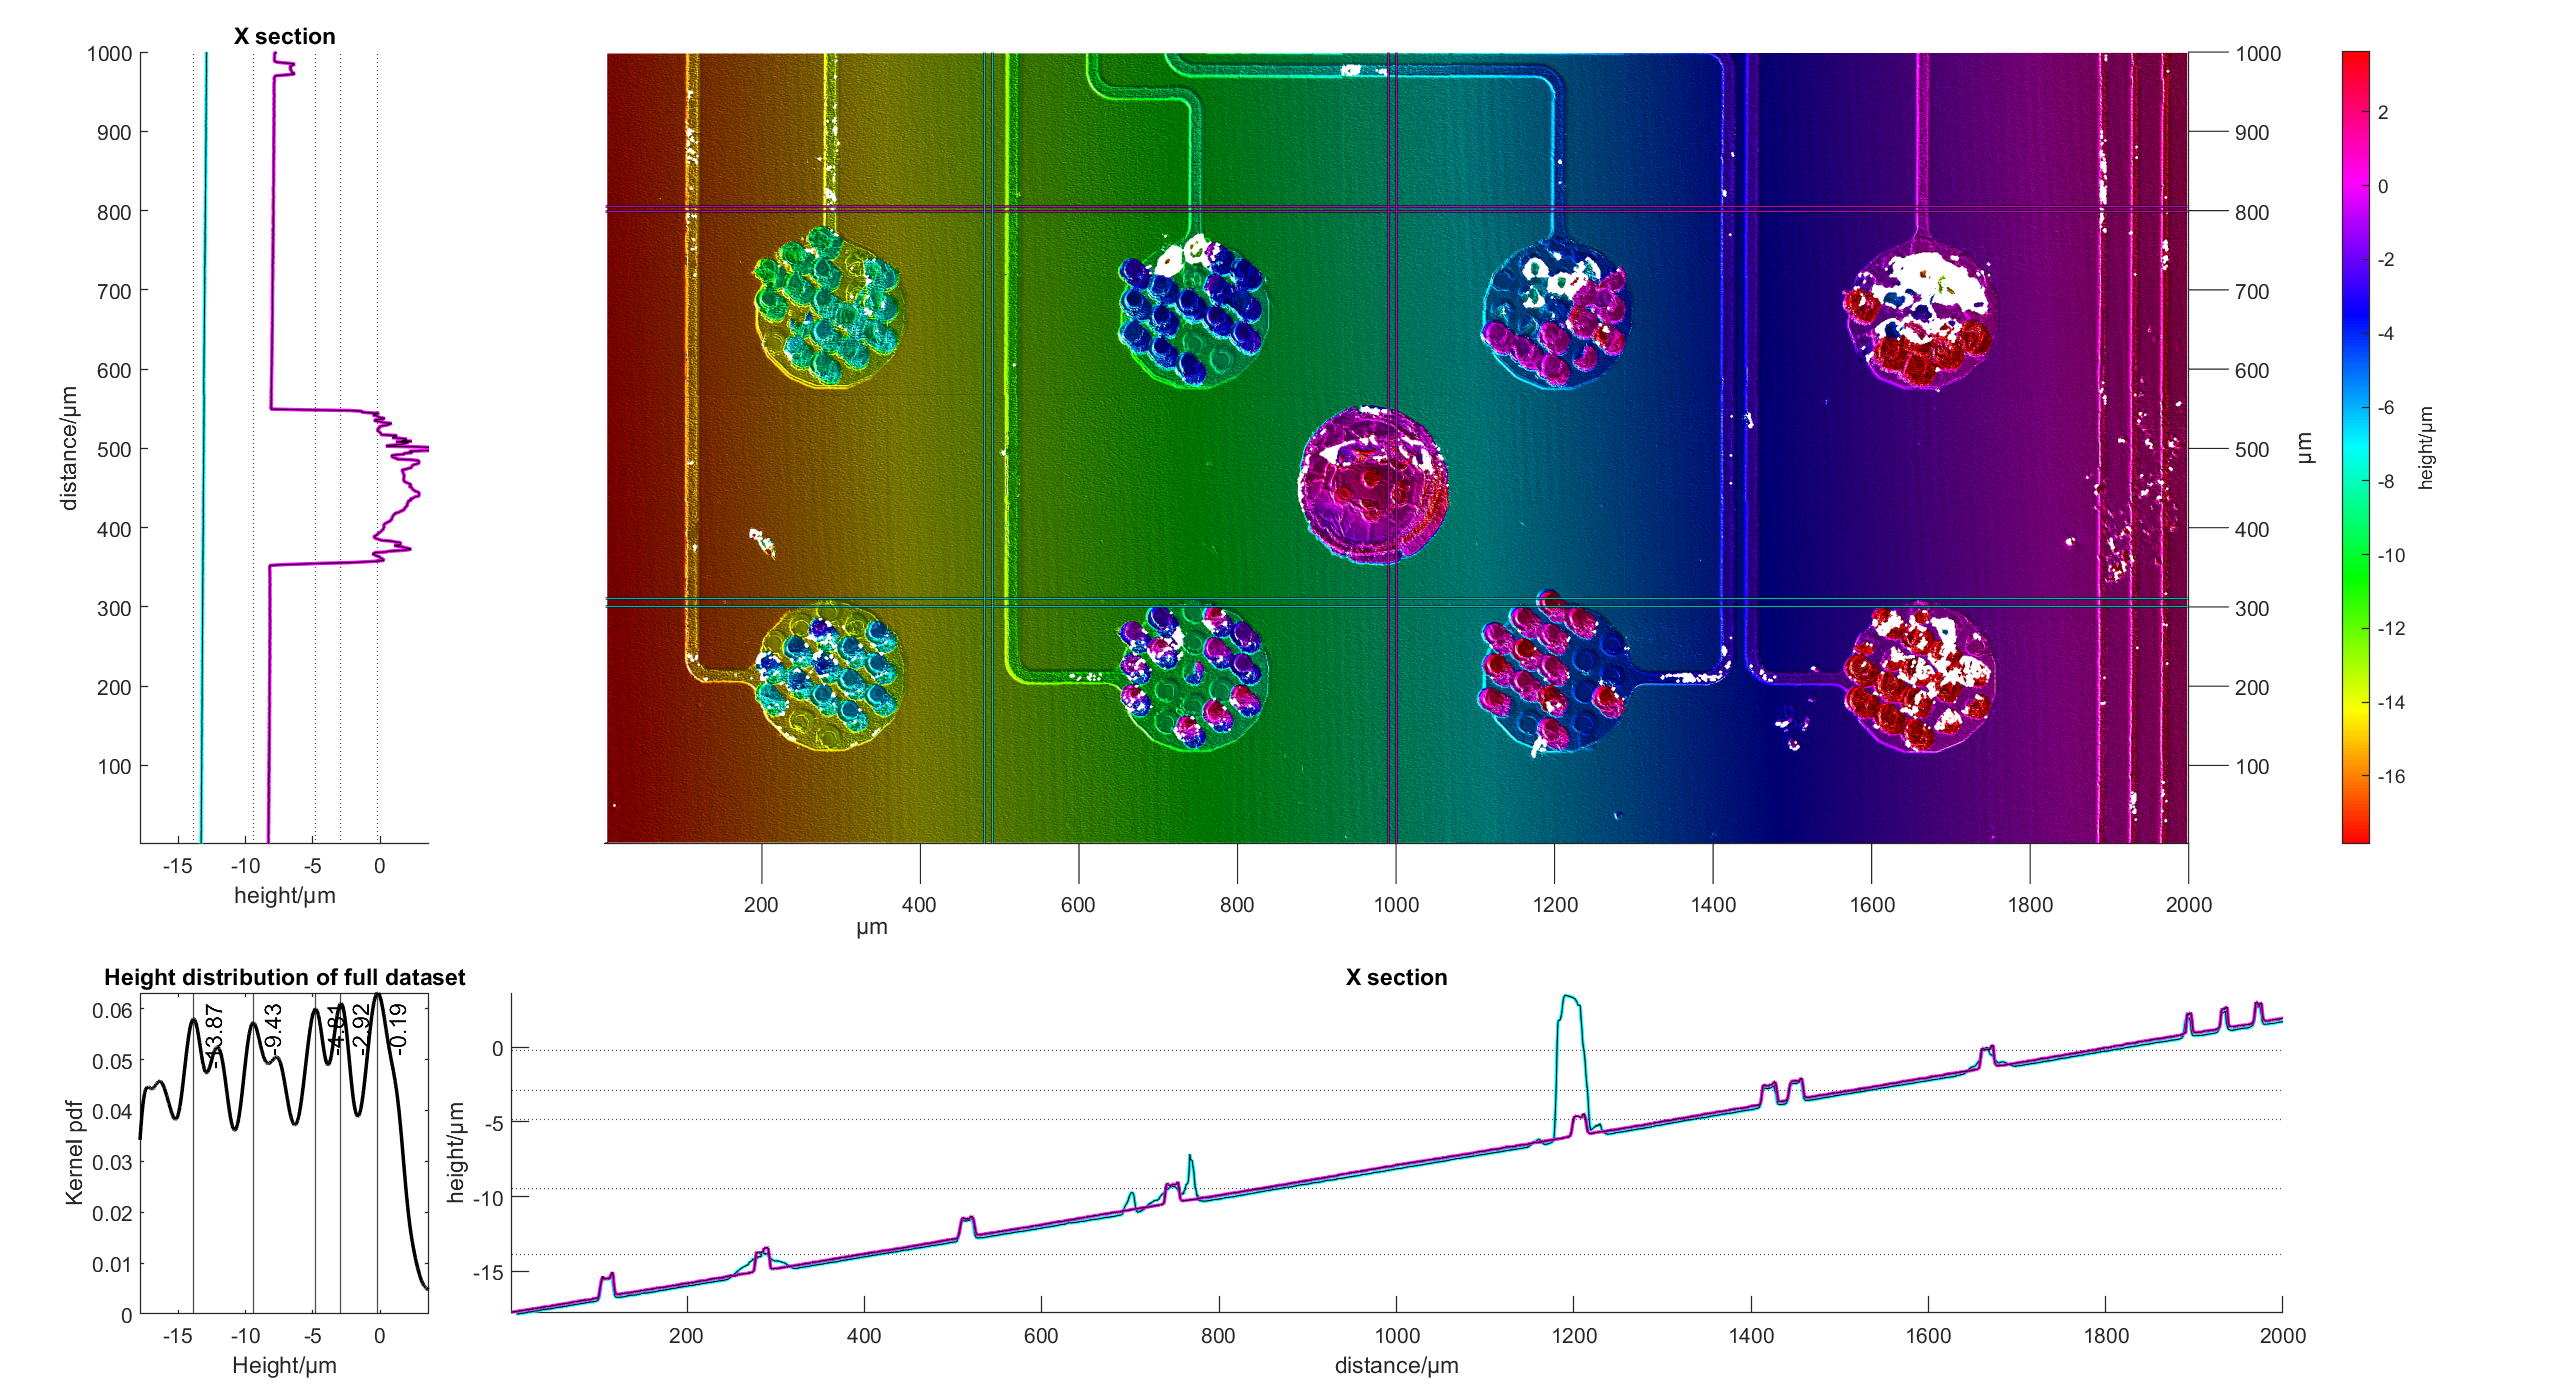 X section
1000
900
800
700
600
500
400
300
200
100
distance/µm
-15 -10 -5 0
height/µm
1000
900
800
700
600
500
400
300
200
100
µm
200 400 600 800 1000 1200 1400 1600 1800 2000
µm
2
0
-2
-4
-6
-8
-10
-12
-14
-16
height/µm
Height distribution of full dataset
0.06
0.05
0.04
0.03
0.02
0.01
0
Kernel pdf
-13.87
-9.43
-4.81
-2.92
-0.19
-15 -10 -5 0
Height/µm
X section
0
-5
-10
-15
height/µm
200 400 600 800 1000 1200 1400 1600 1800 2000
distance/µm